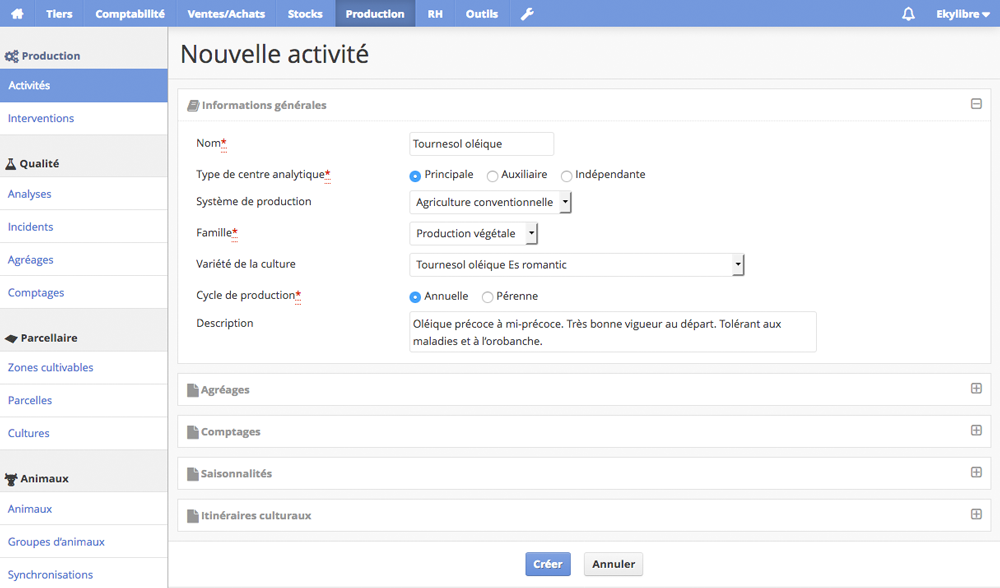 Tiers Comptabilité Ventes/Achats Stocks Production RH Outils Ekylibre
Production
Activités
Interventions
Qualité
Analyses
Incidents
Agréages
Comptages
Parcellaire
Zones cultivables
Parcelles
Cultures
Animaux
Animaux
Groupes d'animaux
Synchronisations
Nouvelle activité
Informations générales
Nom* Tournesol oléique
Type de centre analytique* Principale Auxiliaire Indépendante
Système de production Agriculture conventionnelle
Famille* Production végétale
Variété de la culture Tournesol oléique Es romantic
Cycle de production* Annuelle Pérenne
Description Oléique précoce à mi-précoce. Très bonne vigueur au départ. Tolérant aux
maladies et à l'orobanche.
Agréages
Comptages
Saisonnalités
Itinéraires culturaux
Créer Annuler